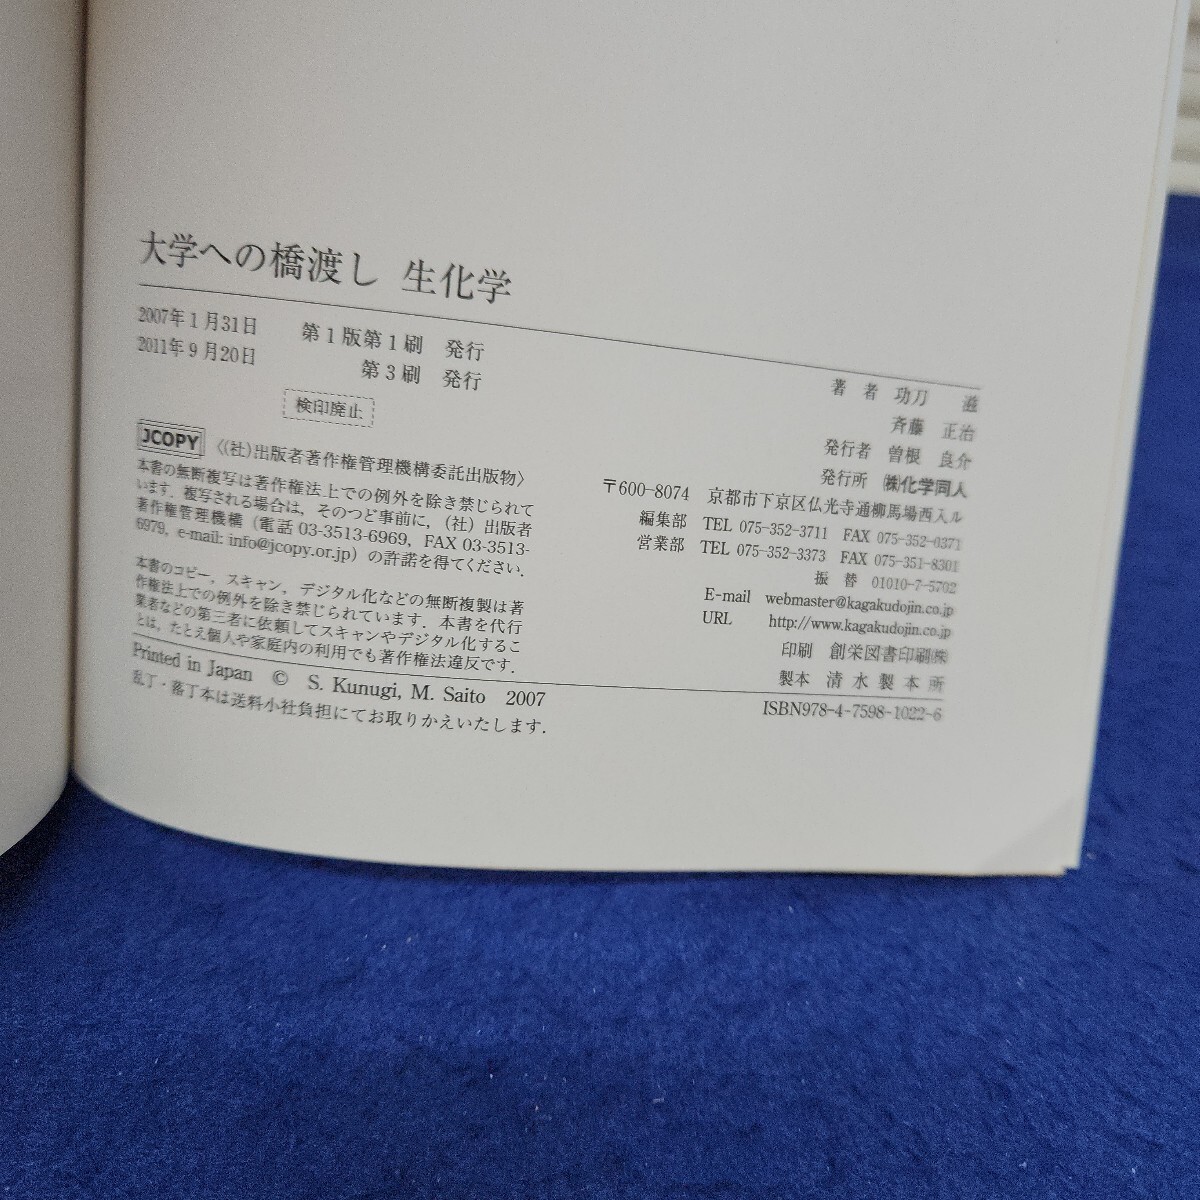 大学への橋渡し 生化学
2007年1月31日 第1版第1刷 発行
2011年9月20日 第3刷 発行
検印廃止
JCOPY 〈(社)出版者著作権管理機構委託出版物〉
本書の無断複写は著作権法上での例外を除き禁じられて
います．複写される場合は，そのつど事前に，(社)出版者
著作権管理機構（電話 03-3513-6969, FAX 03-3513-
6979, e-mail: info@jcopy.or.jp）の許諾を得てください．
本書のコピー，スキャン，デジタル化などの無断複製は著
作権法上での例外を除き禁じられています．本書を代行
業者などの第三者に依頼してスキャンやデジタル化するこ
とは，たとえ個人や家庭内の利用でも著作権法違反です．
著 者 功刀 滋
斉藤 正治
発行者 曽根 良介
発行所 ㈱化学同人
〒600-8074 京都市下京区仏光寺通柳馬場西入ル
編集部 TEL 075-352-3711 FAX 075-352-0371
営業部 TEL 075-352-3373 FAX 075-351-8301
振 替 01010-7-5702
E-mail webmaster@kagakudojin.co.jp
URL http://www.kagakudojin.co.jp
印刷 創栄図書印刷㈱
製本 清水製本所
Printed in Japan © S. Kunugi, M. Saito 2007
ISBN978-4-7598-1022-6
乱丁・落丁本は送料小社負担にてお取りかえいたします．